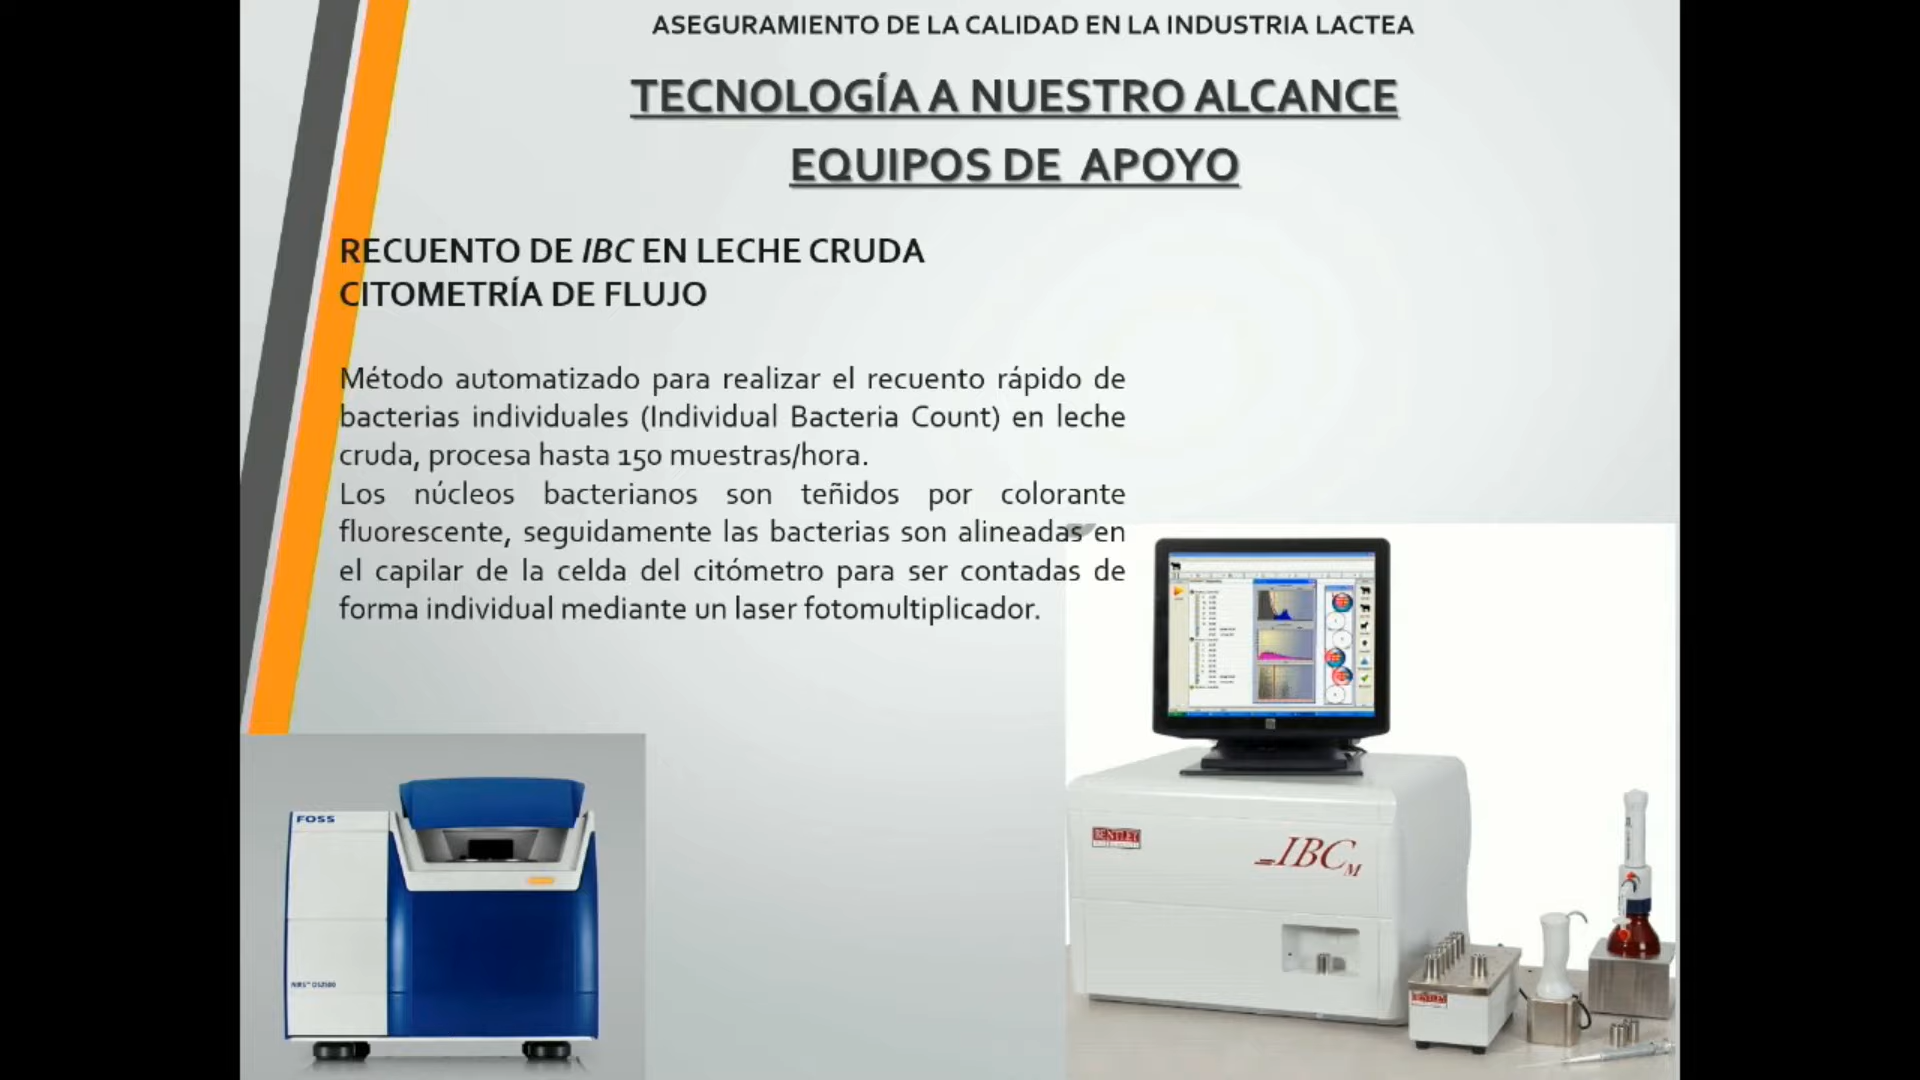 ASEGURAMIENTO DE LA CALIDAD EN LA INDUSTRIA LACTEA
TECNOLOGÍA A NUESTRO ALCANCE
EQUIPOS DE APOYO
RECUENTO DE IBC EN LECHE CRUDA
CITOMETRÍA DE FLUJO
Método automatizado para realizar el recuento rápido de
bacterias individuales (Individual Bacteria Count) en leche
cruda, procesa hasta 150 muestras/hora.
Los núcleos bacterianos son teñidos por colorante
fluorescente, seguidamente las bacterias son alineadas en
el capilar de la celda del citómetro para ser contadas de
forma individual mediante un laser fotomultiplicador.
FOSS
NIRS™ DS2500
BENTLEY
IBC M
BENTLEY